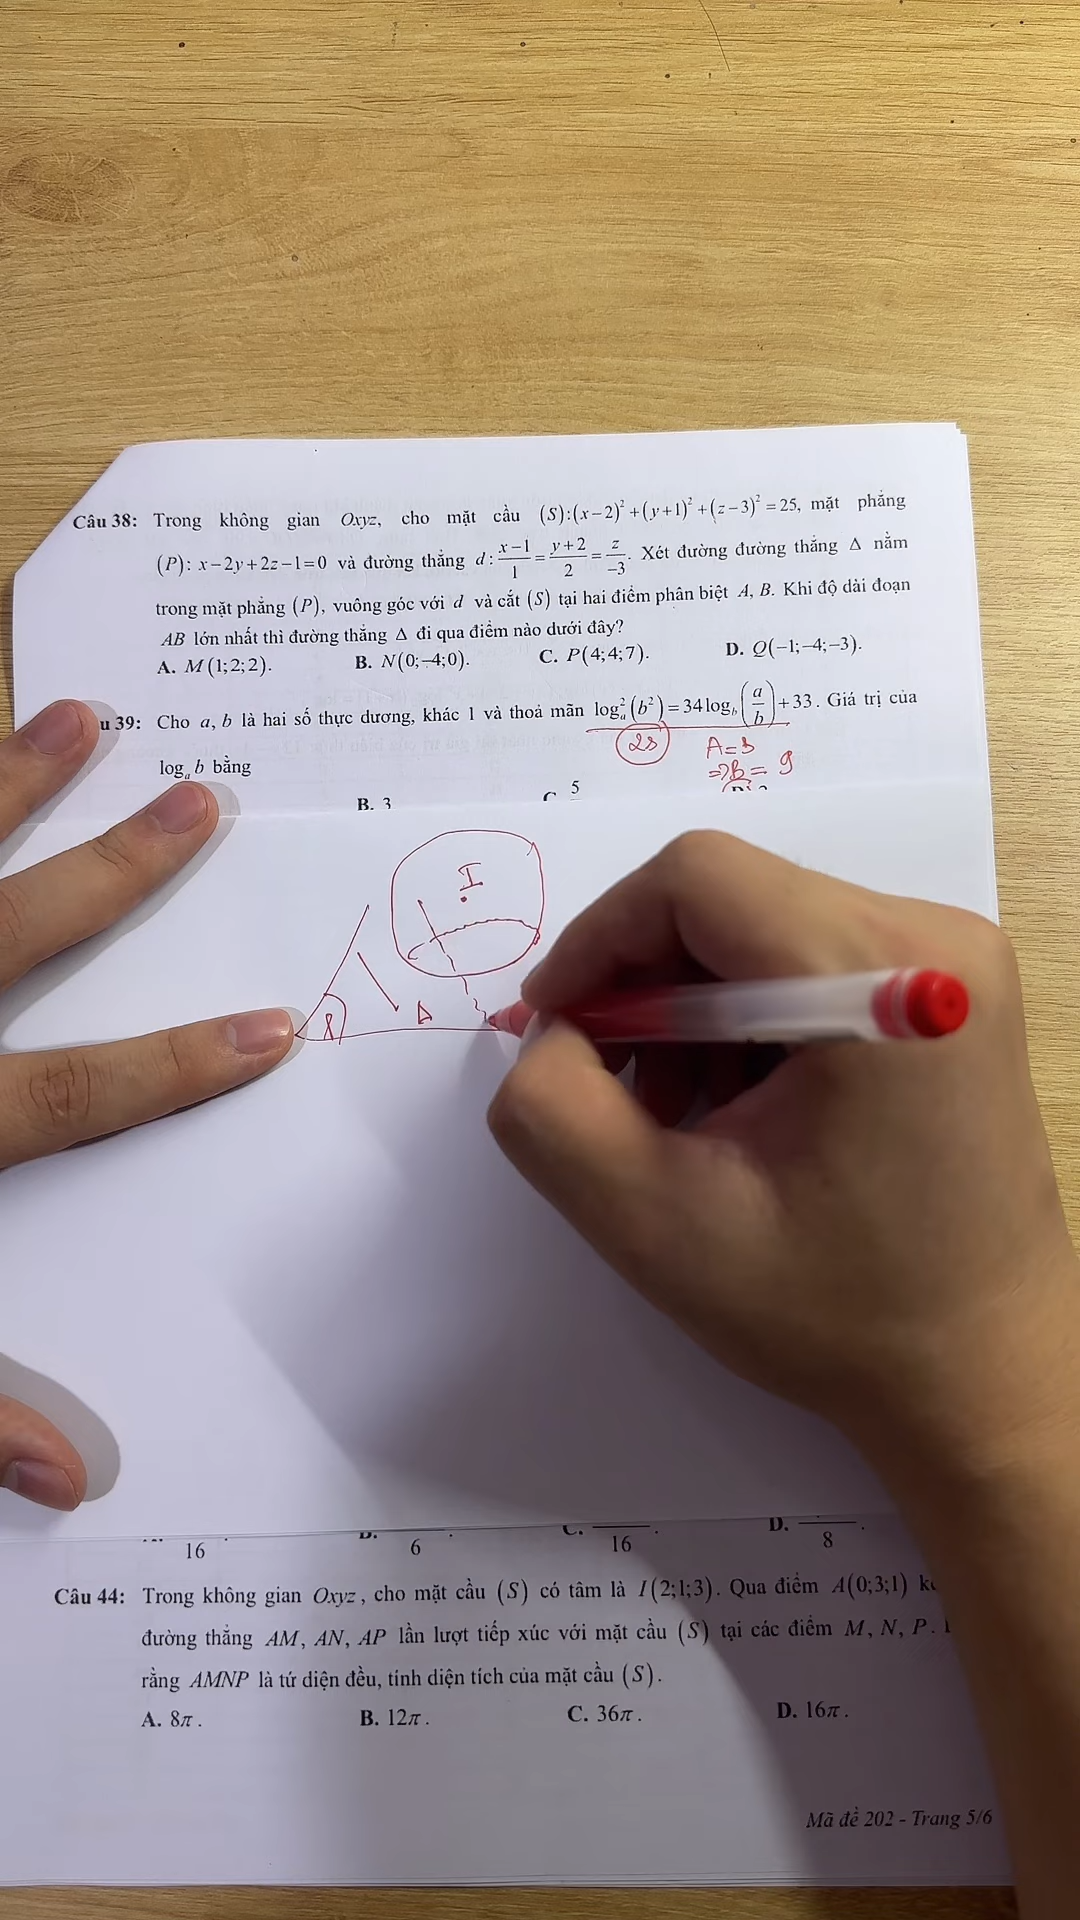 Câu 38: Trong không gian Oxyz, cho mặt cầu (S):(x−2)²+(y+1)²+(z−3)²=25, mặt phẳng
(P): x−2y+2z−1=0 và đường thẳng d: (x−1)/1 = (y+2)/2 = z/−3. Xét đường đường thẳng Δ nằm
trong mặt phẳng (P), vuông góc với d và cắt (S) tại hai điểm phân biệt A, B. Khi độ dài đoạn
AB lớn nhất thì đường thẳng Δ đi qua điểm nào dưới đây?
A. M(1;2;2). B. N(0;−4;0). C. P(4;4;7). D. Q(−1;−4;−3).
u 39: Cho a, b là hai số thực dương, khác 1 và thoả mãn logₐ²(b²)=34log_b(a/b)+33. Giá trị của
logₐ b bằng
2s A=3
=>B= 9
B. 3 C. 5
I
Δ
16 D. 6 C. 16 D. 8
Câu 44: Trong không gian Oxyz, cho mặt cầu (S) có tâm là I(2;1;3). Qua điểm A(0;3;1)
đường thẳng AM, AN, AP lần lượt tiếp xúc với mặt cầu (S) tại các điểm M, N, P.
rằng AMNP là tứ diện đều, tính diện tích của mặt cầu (S).
A. 8π. B. 12π. C. 36π. D. 16π.
Mã đề 202 - Trang 5/6